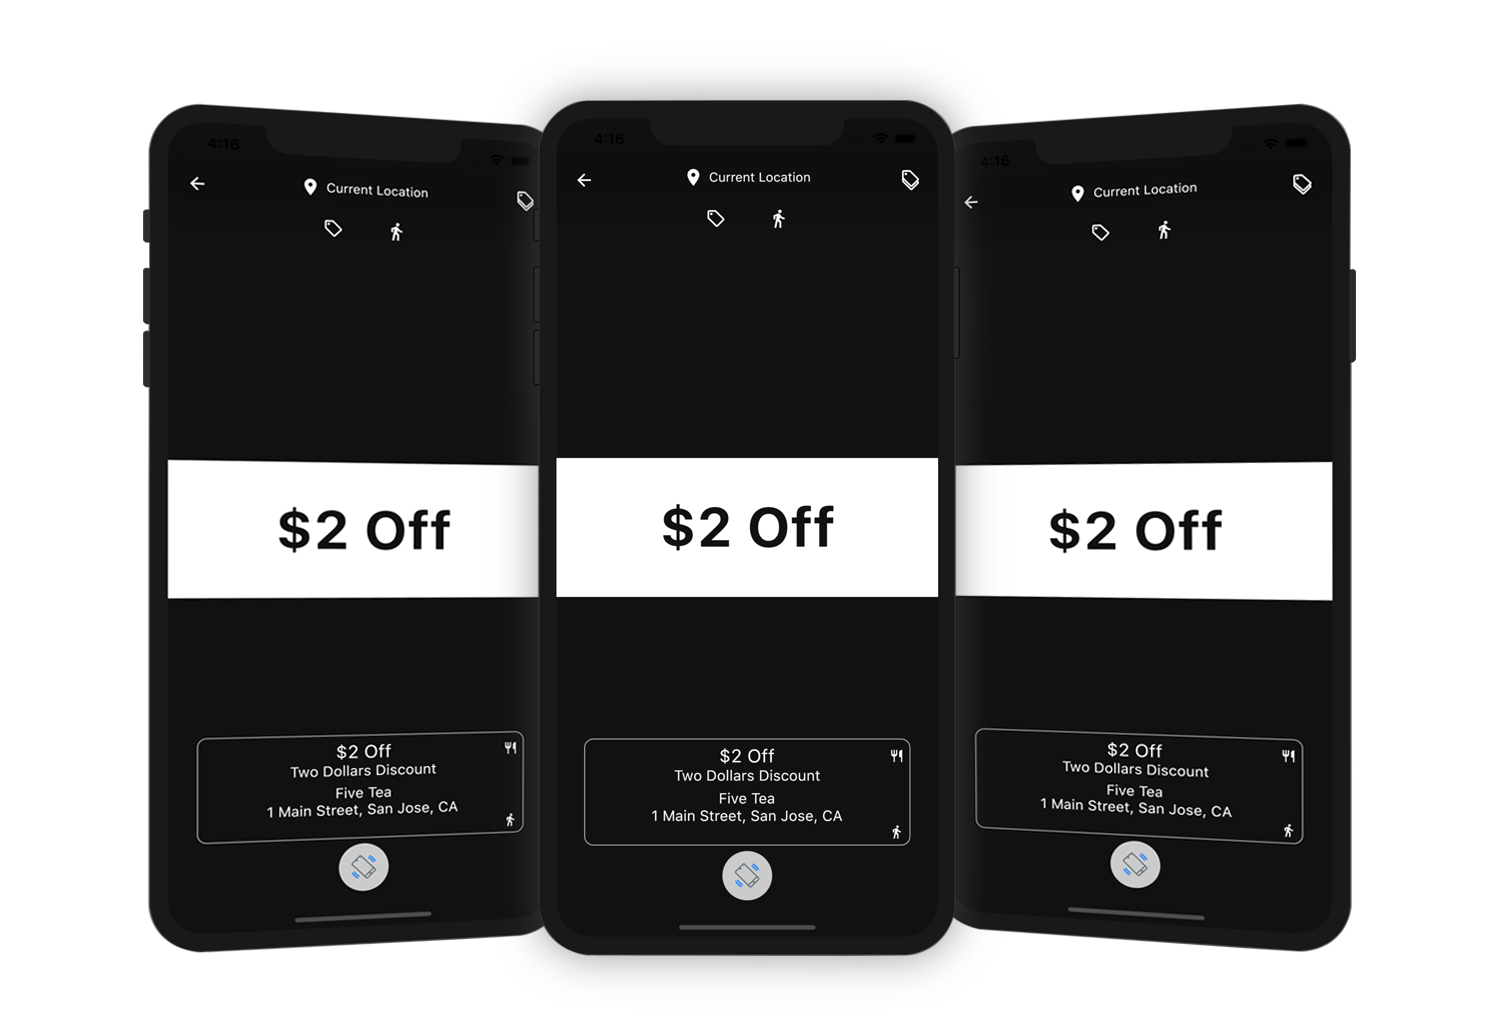 4:16
Current Location
$2 Off
$2 Off
Two Dollars Discount
Five Tea
1 Main Street, San Jose, CA
4:16
Current Location
$2 Off
$2 Off
Two Dollars Discount
Five Tea
1 Main Street, San Jose, CA
4:16
Current Location
$2 Off
$2 Off
Two Dollars Discount
Five Tea
1 Main Street, San Jose, CA